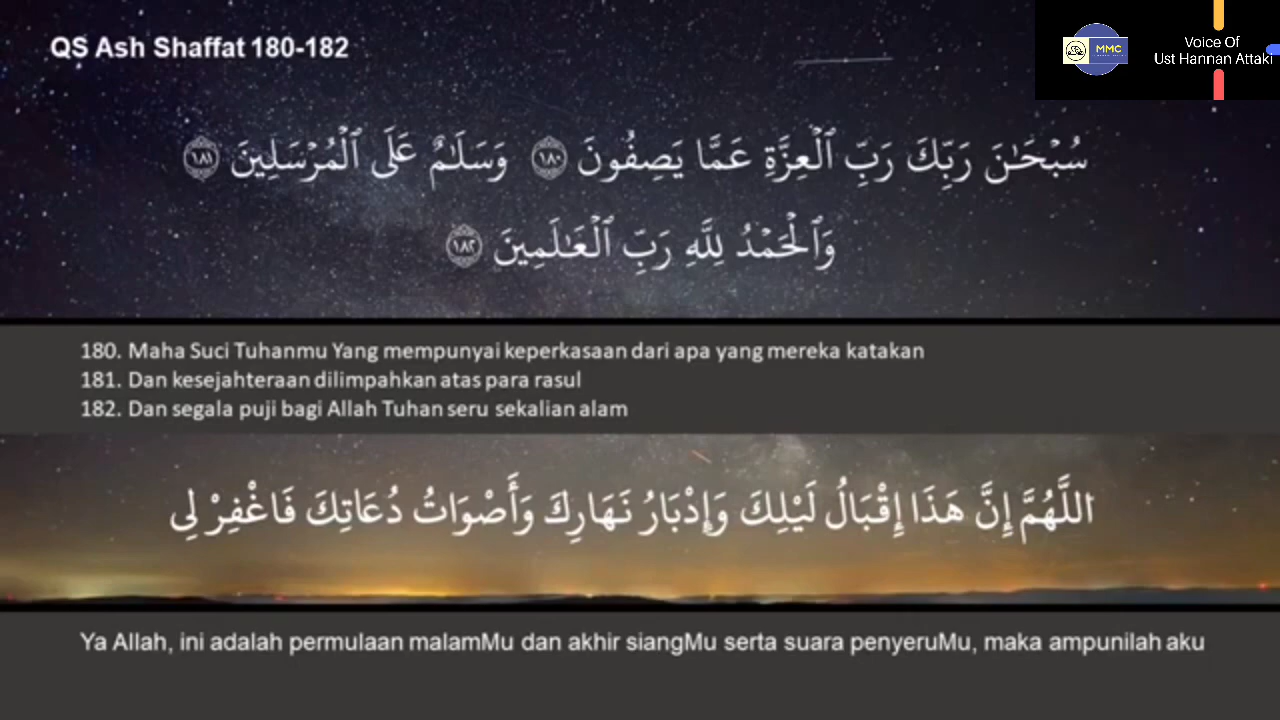 QS Ash Shaffat 180-182
MMC
Voice Of
Ust Hannan Attaki
سُبْحَٰنَ رَبِّكَ رَبِّ ٱلْعِزَّةِ عَمَّا يَصِفُونَ ١٨٠ وَسَلَٰمٌ عَلَى ٱلْمُرْسَلِينَ ١٨١
وَٱلْحَمْدُ لِلَّهِ رَبِّ ٱلْعَٰلَمِينَ ١٨٢
180. Maha Suci Tuhanmu Yang mempunyai keperkasaan dari apa yang mereka katakan
181. Dan kesejahteraan dilimpahkan atas para rasul
182. Dan segala puji bagi Allah Tuhan seru sekalian alam
اللَّهُمَّ إِنَّ هَذَا إِقْبَالُ لَيْلِكَ وَإِدْبَارُ نَهَارِكَ وَأَصْوَاتُ دُعَاتِكَ فَاغْفِرْ لِى
Ya Allah, ini adalah permulaan malamMu dan akhir siangMu serta suara penyeruMu, maka ampunilah aku